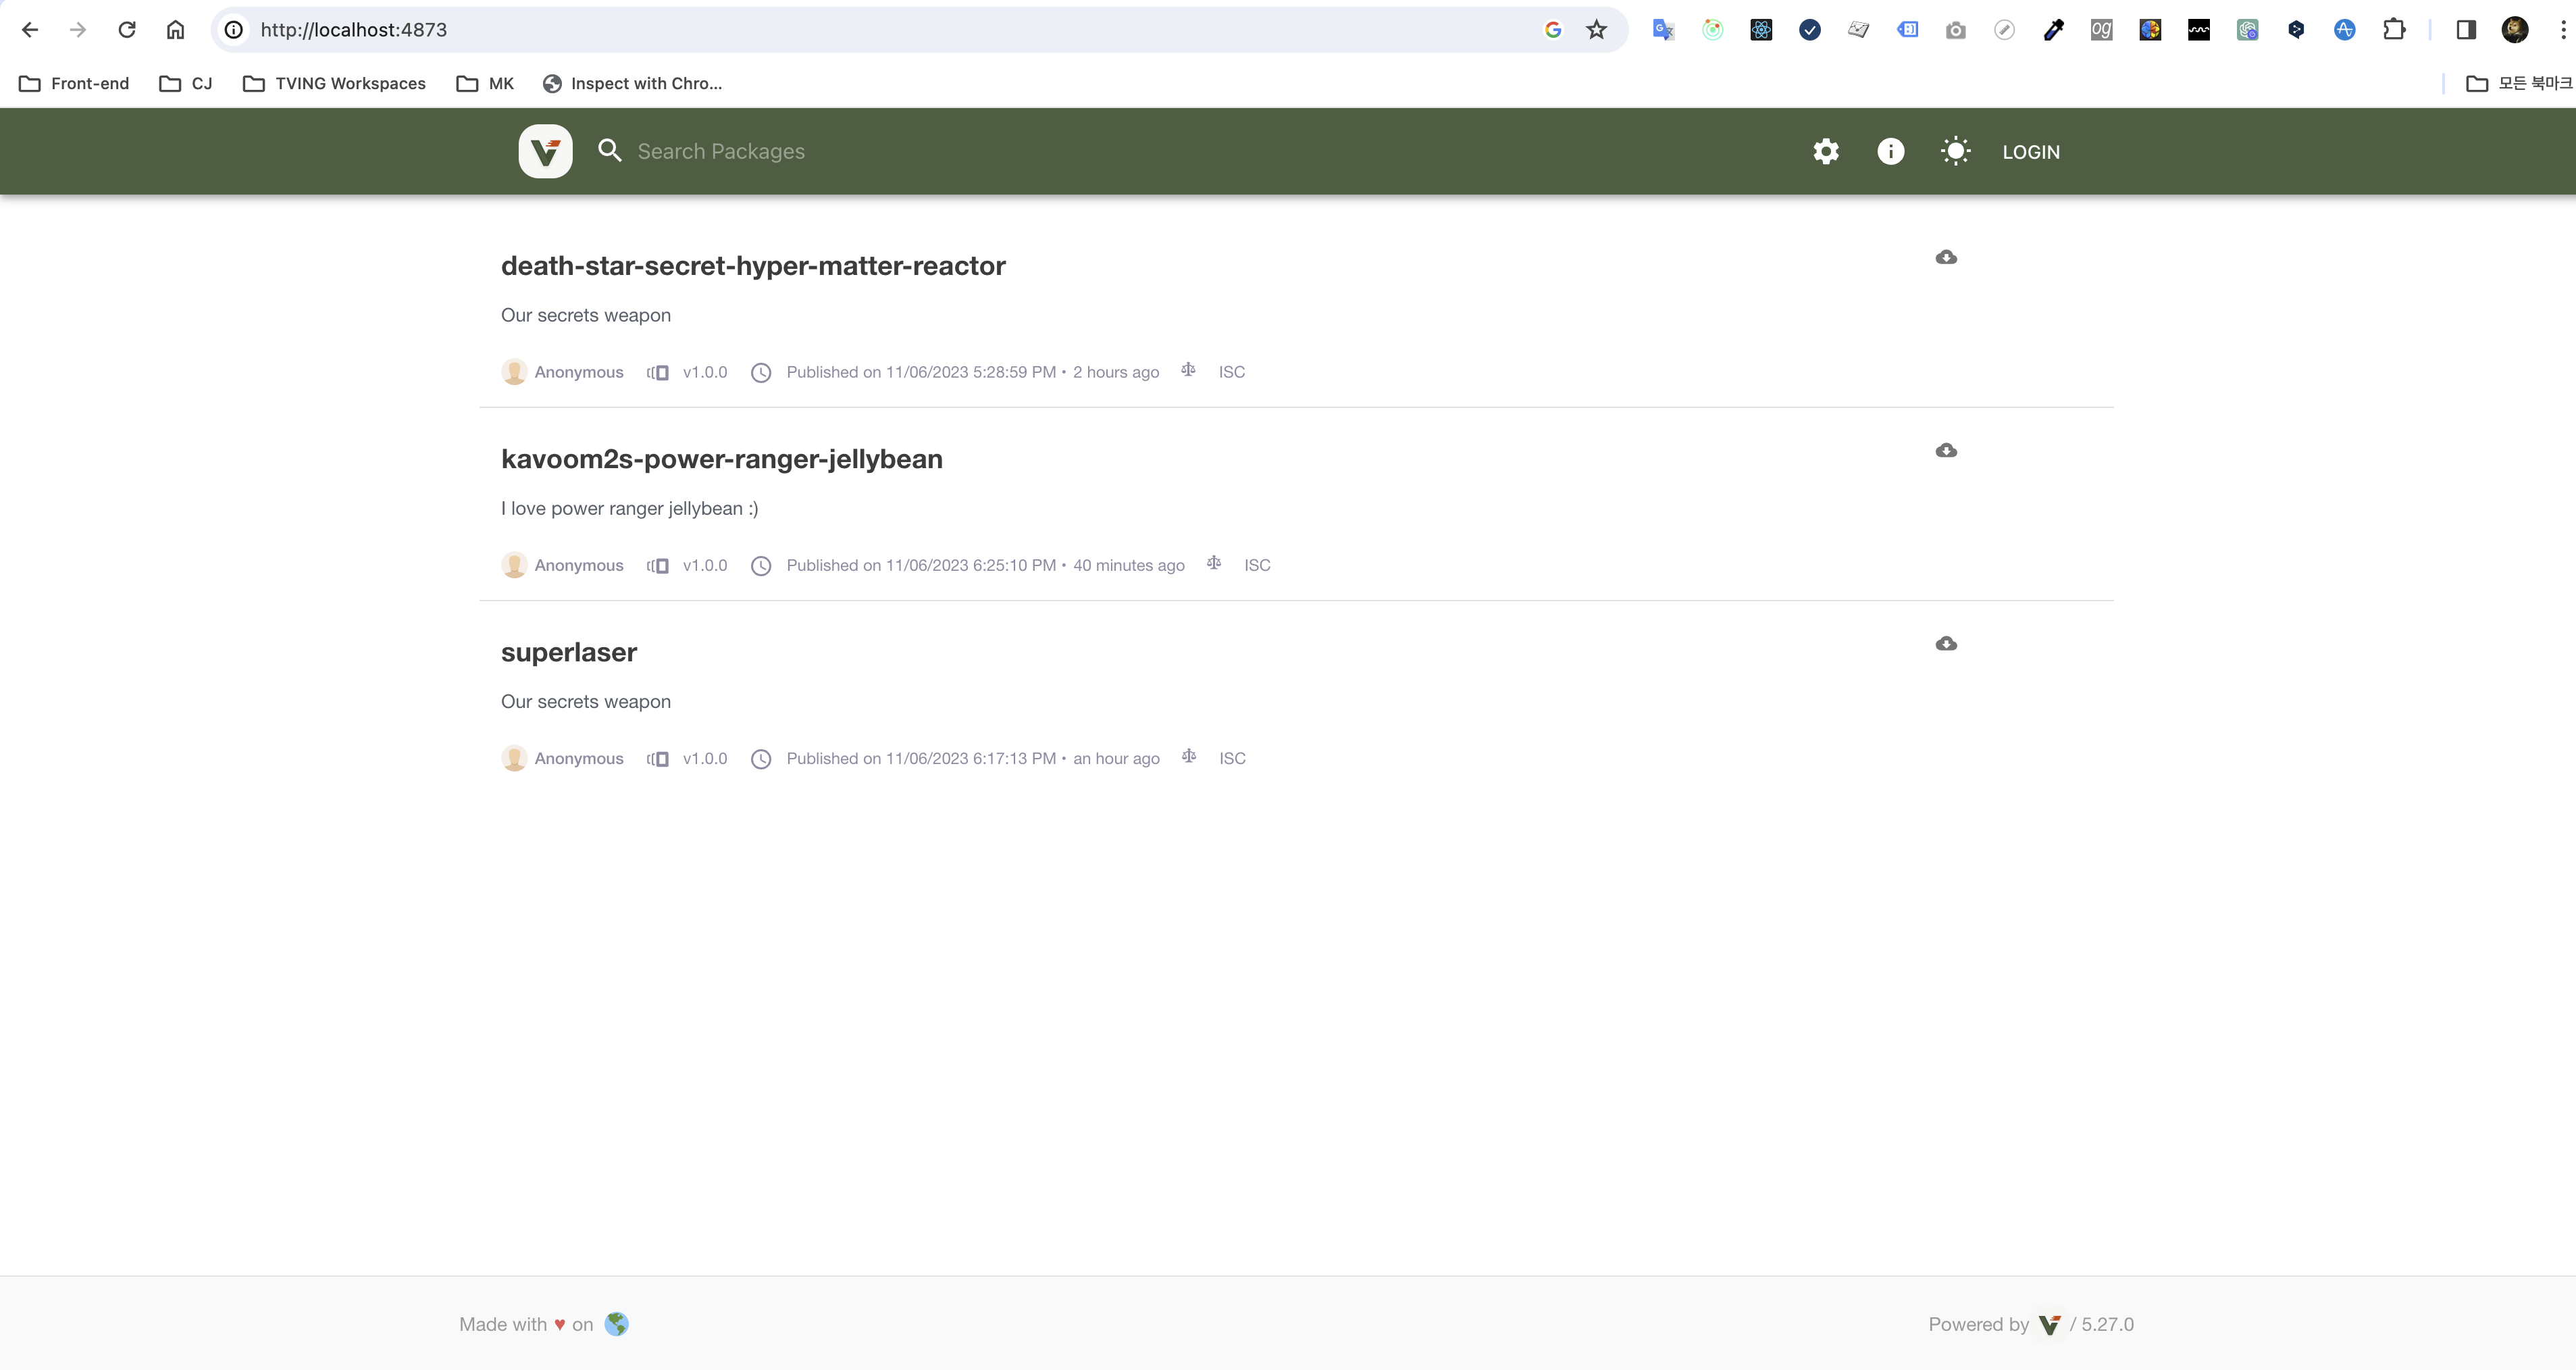 http://localhost:4873
Front-end CJ TVING Workspaces MK Inspect with Chro... 모든 북마크
Search Packages LOGIN
death-star-secret-hyper-matter-reactor
Our secrets weapon
Anonymous v1.0.0 Published on 11/06/2023 5:28:59 PM • 2 hours ago ISC
kavoom2s-power-ranger-jellybean
I love power ranger jellybean :)
Anonymous v1.0.0 Published on 11/06/2023 6:25:10 PM • 40 minutes ago ISC
superlaser
Our secrets weapon
Anonymous v1.0.0 Published on 11/06/2023 6:17:13 PM • an hour ago ISC
Made with ♥ on Powered by / 5.27.0